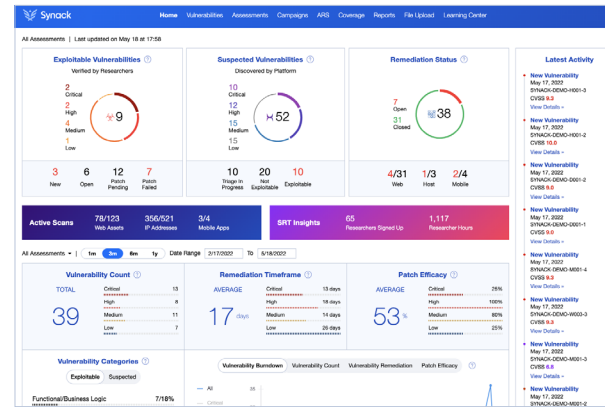 Synack
Home Vulnerabilities Assessments Campaigns ARS Coverage Reports File Upload Learning Center
All Assessments | Last updated on May 18 at 17:58
Exploitable Vulnerabilities ?
Verified by Researchers
2
Critical
2
High
4
Medium
1
Low
9
3 6 12 7
New Open Patch Pending Patch Failed
Suspected Vulnerabilities ?
Discovered by Platform
10
Critical
12
High
15
Medium
15
Low
52
10 20 10
Triage In Progress Not Exploitable Exploitable
Remediation Status ?
7
Open
31
Closed
38
4/31 1/3 2/4
Web Host Mobile
Active Scans
78/123 356/521 3/4
Web Assets IP Addresses Mobile Apps
SRT Insights
65 1,117
Researchers Signed Up Researcher Hours
All Assessments | 1m 3m 6m 1y Date Range 2/17/2022 To 5/18/2022
Vulnerability Count ?
TOTAL
39
Critical 13
High 8
Medium 11
Low 7
Remediation Timeframe ?
AVERAGE
17 days
Critical 13 days
High 18 days
Medium 14 days
Low 26 days
Patch Efficacy ?
AVERAGE
53 %
Critical 25%
High 100%
Medium 80%
Low 25%
Vulnerability Categories ?
Exploitable Suspected
Functional/Business Logic 7/18%
Vulnerability Burndown Vulnerability Count Vulnerability Remediation Patch Efficacy ?
All
Critical
Latest Activity
New Vulnerability
May 17, 2022
SYNACK-DEMO-H001-3
CVSS 9.3
View Details »
New Vulnerability
May 17, 2022
SYNACK-DEMO-H001-2
CVSS 10.0
View Details »
New Vulnerability
May 17, 2022
SYNACK-DEMO-D001-2
CVSS 9.0
View Details »
New Vulnerability
May 17, 2022
SYNACK-DEMO-D001-1
CVSS 9.0
View Details »
New Vulnerability
May 17, 2022
SYNACK-DEMO-M001-4
CVSS 9.3
View Details »
New Vulnerability
May 17, 2022
SYNACK-DEMO-W003-3
CVSS 9.3
View Details »
New Vulnerability
May 17, 2022
SYNACK-DEMO-M001-3
CVSS 6.8
View Details »
New Vulnerability
May 17, 2022
SYNACK-DEMO-M001-2